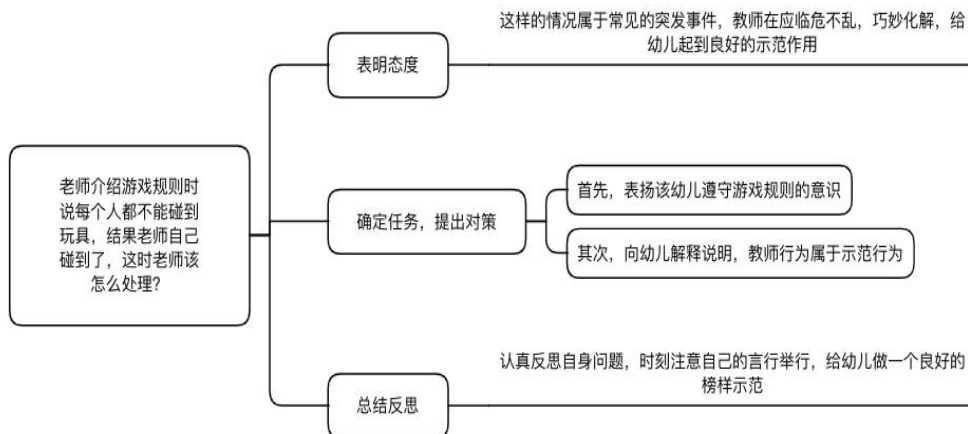 老师介绍游戏规则时
说每个人都不能碰到
玩具，结果老师自己
碰到了，这时老师该
怎么处理？
表明态度
这样的情况属于常见的突发事件，教师在应临危不乱，巧妙化解，给
幼儿起到良好的示范作用
确定任务，提出对策
首先，表扬该幼儿遵守游戏规则的意识
其次，向幼儿解释说明，教师行为属于示范行为
总结反思
认真反思自身问题，时刻注意自己的言行举行，给幼儿做一个良好的
榜样示范